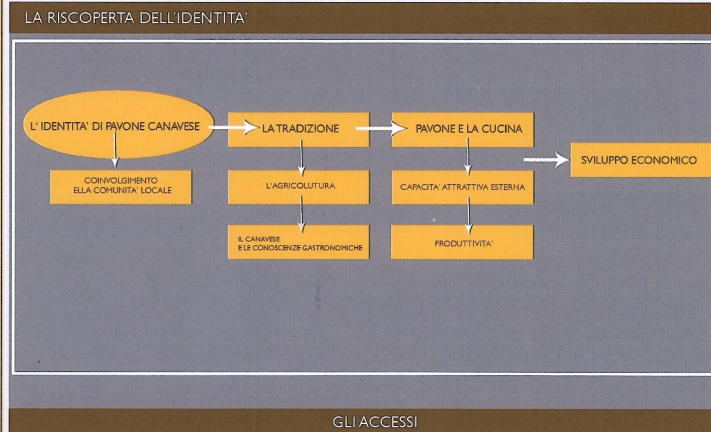 LA RISCOPERTA DELL'IDENTITA'
L' IDENTITA' DI PAVONE CANAVESE
LA TRADIZIONE
PAVONE E LA CUCINA
SVILUPPO ECONOMICO
COINVOLGIMENTO
ELLA COMUNITA' LOCALE
L'AGRICOLUTURA
CAPACITA' ATTRATTIVA ESTERNA
IL CANAVESE
E LE CONOSCENZE GASTRONOMICHE
PRODUTTIVITA'
GLI ACCESSI